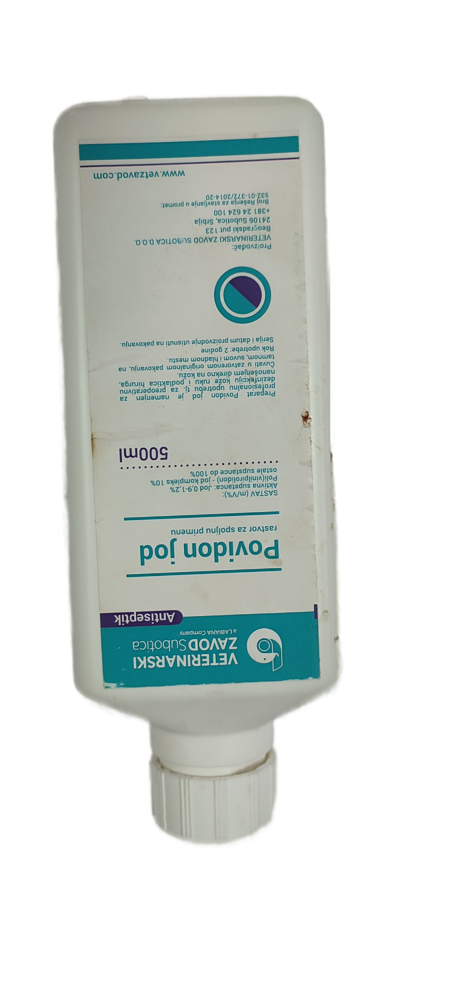 VETERINARSKI
ZAVOD Subotica
a LABIANA Company
Antiseptik
Povidon jod
rastvor za spoljnu primenu
SASTAV (m/V%):
Aktivna supstanca: Jod 0,9-1,2%
Poli(vinilpirolidon) - jod kompleks 10%
ostale supstance do 100%
500ml
Preparat Povidon jod je namenjen za
profesionalnu upotrebu tj. za preoperativnu
dezinfekciju kože ruku i podlaktica hirurga,
nanošenjem direkno na kožu.
Čuvati u zatvorenom originalnom pakovanju, na
tamnom, suvom i hladnom mestu.
Rok upotrebe: 2 godine
Serija i datum proizvodnje utisnuti na pakovanju.
Proizvođač:
VETERINARSKI ZAVOD SUBOTICA D.O.O.
Beogradski put 123
24106 Subotica, Srbija
+381 24 624 100
Broj Rešenja za stavljanje u promet:
532-01-372/2014-20
www.vetzavod.com